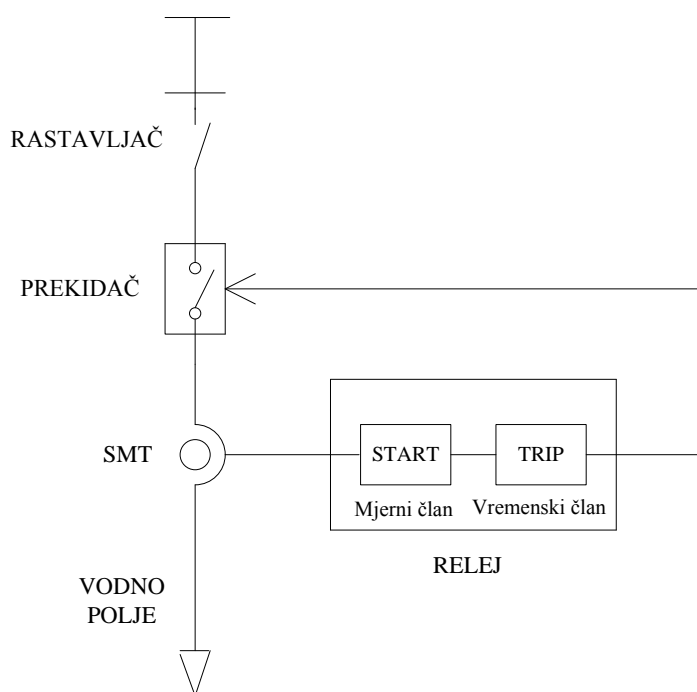 RASTAVLJAČ
PREKIDAČ
SMT
START
TRIP
Mjerni član
Vremenski član
RELEJ
VODNO
POLJE